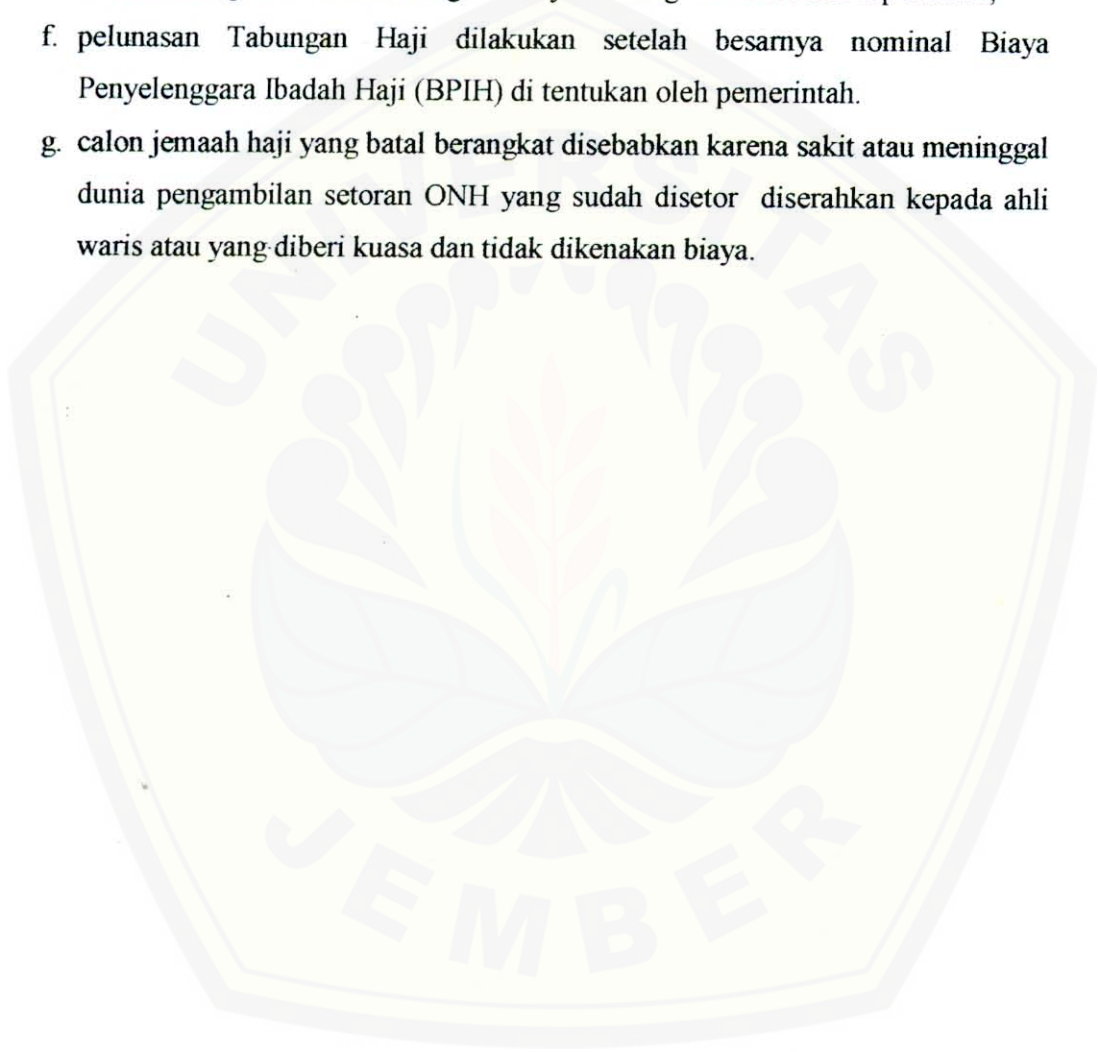 f. pelunasan Tabungan Haji dilakukan setelah besarnya nominal Biaya
Penyelenggara Ibadah Haji (BPIH) di tentukan oleh pemerintah.
g. calon jemaah haji yang batal berangkat disebabkan karena sakit atau meninggal
dunia pengambilan setoran ONH yang sudah disetor diserahkan kepada ahli
waris atau yang diberi kuasa dan tidak dikenakan biaya.
UNIVERSITAS
JEMBER